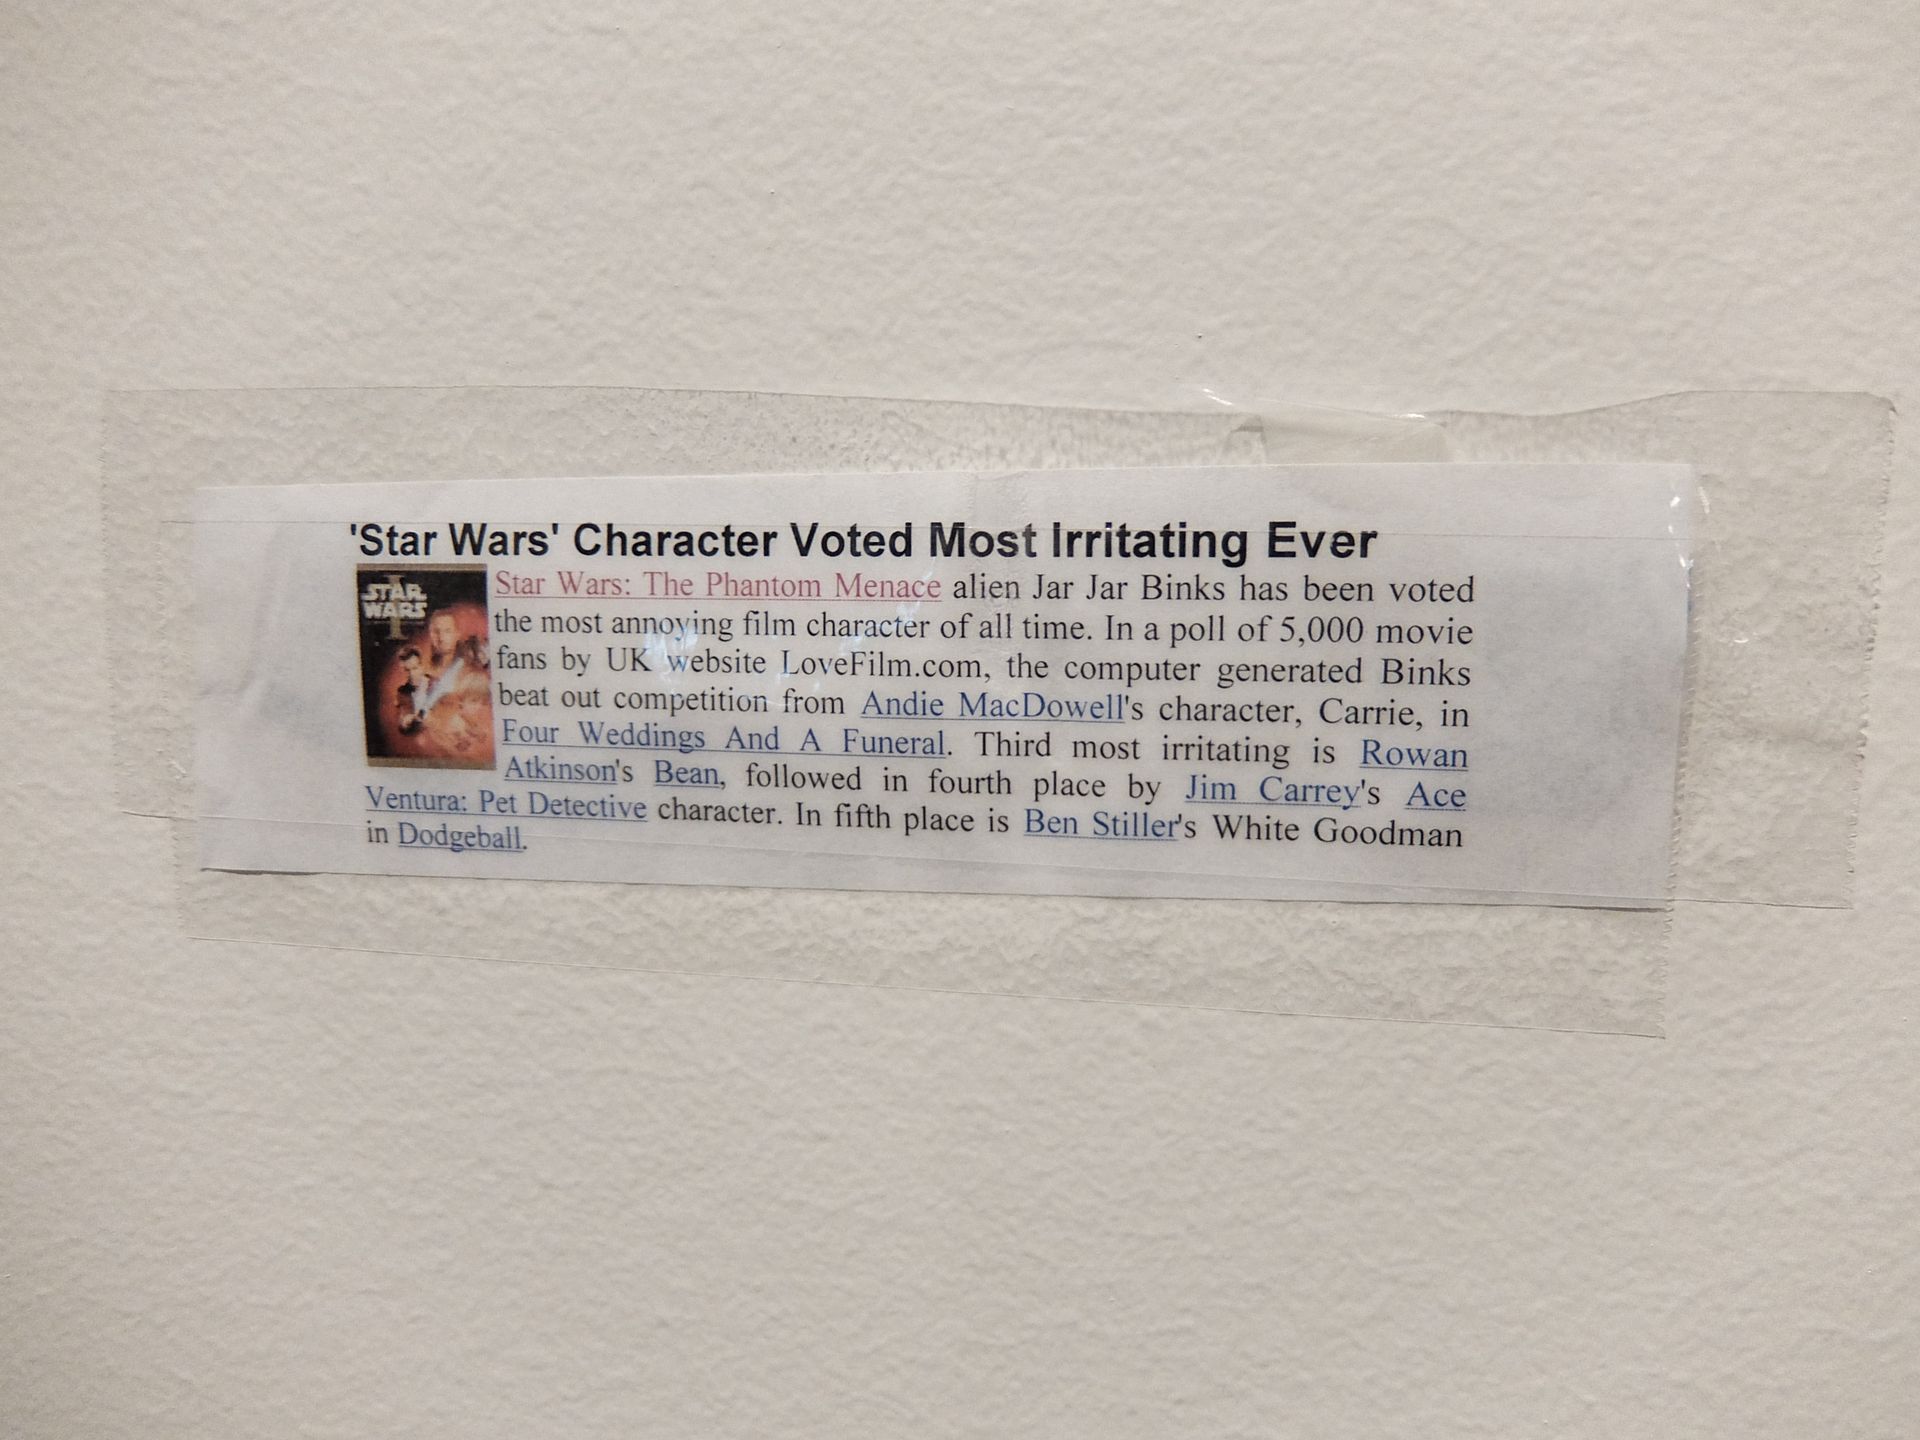 'Star Wars' Character Voted Most Irritating Ever
STAR
WARS
I
Star Wars: The Phantom Menace alien Jar Jar Binks has been voted
the most annoying film character of all time. In a poll of 5,000 movie
fans by UK website LoveFilm.com, the computer generated Binks
beat out competition from Andie MacDowell's character, Carrie, in
Four Weddings And A Funeral. Third most irritating is Rowan
Atkinson's Bean, followed in fourth place by Jim Carrey's Ace
Ventura: Pet Detective character. In fifth place is Ben Stiller's White Goodman
in Dodgeball.